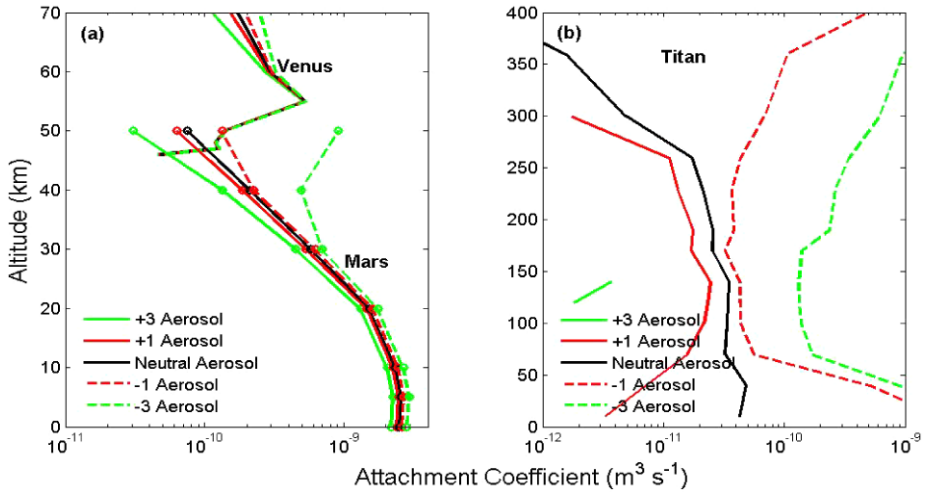 (a)
Venus
Mars
+3 Aerosol
+1 Aerosol
Neutral Aerosol
-1 Aerosol
-3 Aerosol
70
60
50
40
30
20
10
0
10^-11
10^-10
10^-9
Altitude (km)
(b)
Titan
+3 Aerosol
+1 Aerosol
Neutral Aerosol
-1 Aerosol
-3 Aerosol
400
350
300
250
200
150
100
50
0
10^-12
10^-11
10^-10
10^-9
Attachment Coefficient (m³ s⁻¹)